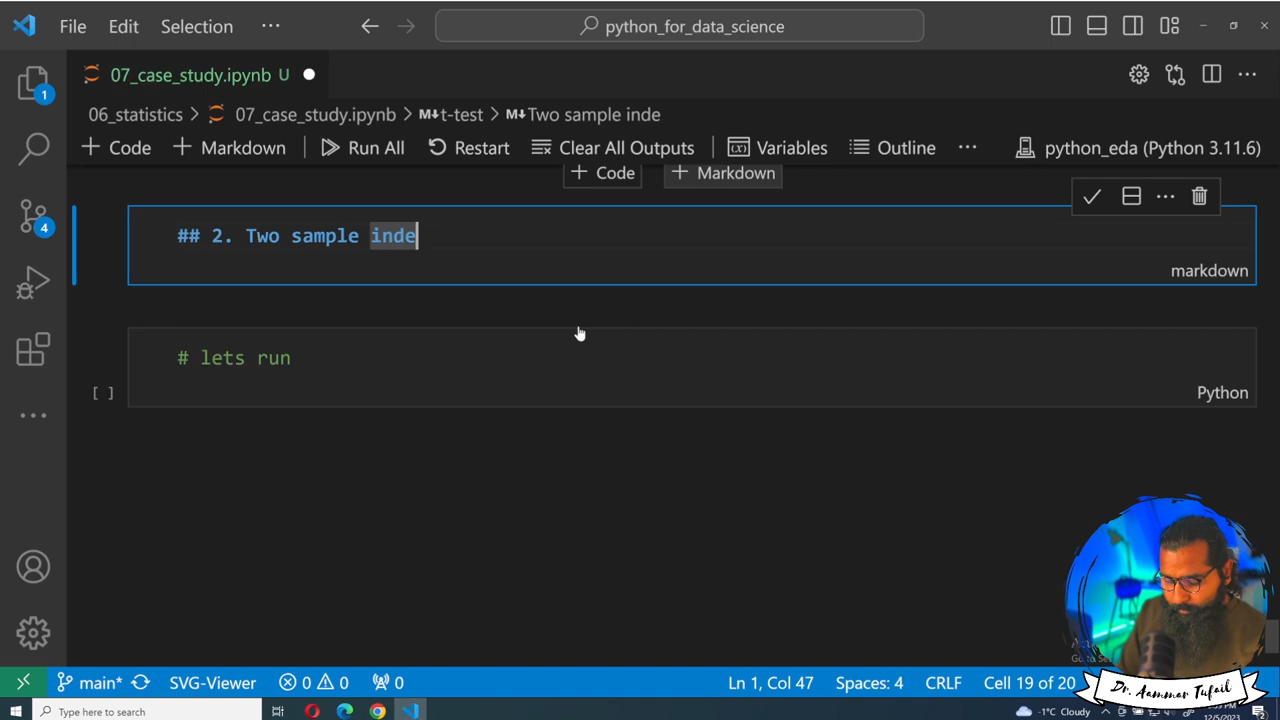 File Edit Selection ··· python_for_data_science
07_case_study.ipynb U
06_statistics > 07_case_study.ipynb > t-test > Two sample inde
+ Code + Markdown Run All Restart Clear All Outputs Variables Outline ··· python_eda (Python 3.11.6)
+ Code + Markdown
## 2. Two sample inde
markdown
# lets run
[ ]
Python
1
4
main* SVG-Viewer 0 0 0 Ln 1, Col 47 Spaces: 4 CRLF Cell 19 of 20
Dr. Aammar Tufail
Type here to search -1°C Cloudy